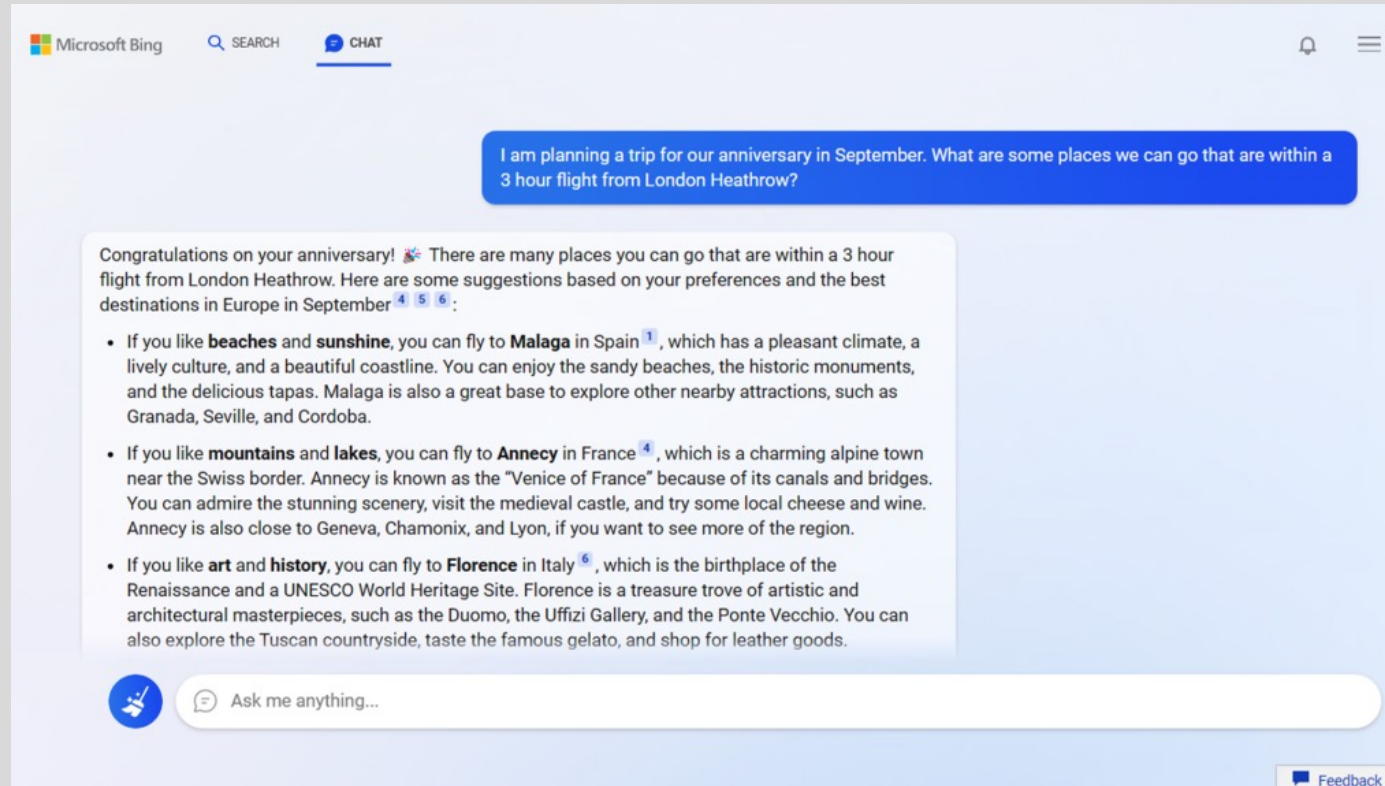 Microsoft Bing
SEARCH
CHAT
I am planning a trip for our anniversary in September. What are some places we can go that are within a
3 hour flight from London Heathrow?
Congratulations on your anniversary! 🎉 There are many places you can go that are within a 3 hour
flight from London Heathrow. Here are some suggestions based on your preferences and the best
destinations in Europe in September 4 5 6 :
• If you like beaches and sunshine, you can fly to Malaga in Spain 1 , which has a pleasant climate, a
lively culture, and a beautiful coastline. You can enjoy the sandy beaches, the historic monuments,
and the delicious tapas. Malaga is also a great base to explore other nearby attractions, such as
Granada, Seville, and Cordoba.
• If you like mountains and lakes, you can fly to Annecy in France 4 , which is a charming alpine town
near the Swiss border. Annecy is known as the “Venice of France” because of its canals and bridges.
You can admire the stunning scenery, visit the medieval castle, and try some local cheese and wine.
Annecy is also close to Geneva, Chamonix, and Lyon, if you want to see more of the region.
• If you like art and history, you can fly to Florence in Italy 6 , which is the birthplace of the
Renaissance and a UNESCO World Heritage Site. Florence is a treasure trove of artistic and
architectural masterpieces, such as the Duomo, the Uffizi Gallery, and the Ponte Vecchio. You can
also explore the Tuscan countryside, taste the famous gelato, and shop for leather goods.
Ask me anything...
Feedback